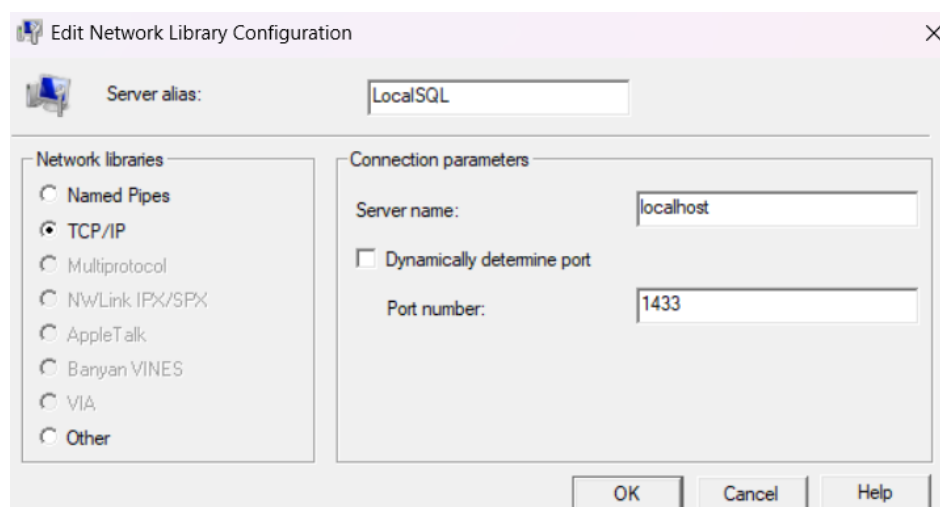 Edit Network Library Configuration
Server alias:
LocalSQL
Network libraries
Named Pipes
TCP/IP
Multiprotocol
NWLink IPX/SPX
AppleTalk
Banyan VINES
VIA
Other
Connection parameters
Server name:
localhost
Dynamically determine port
Port number:
1433
OK
Cancel
Help